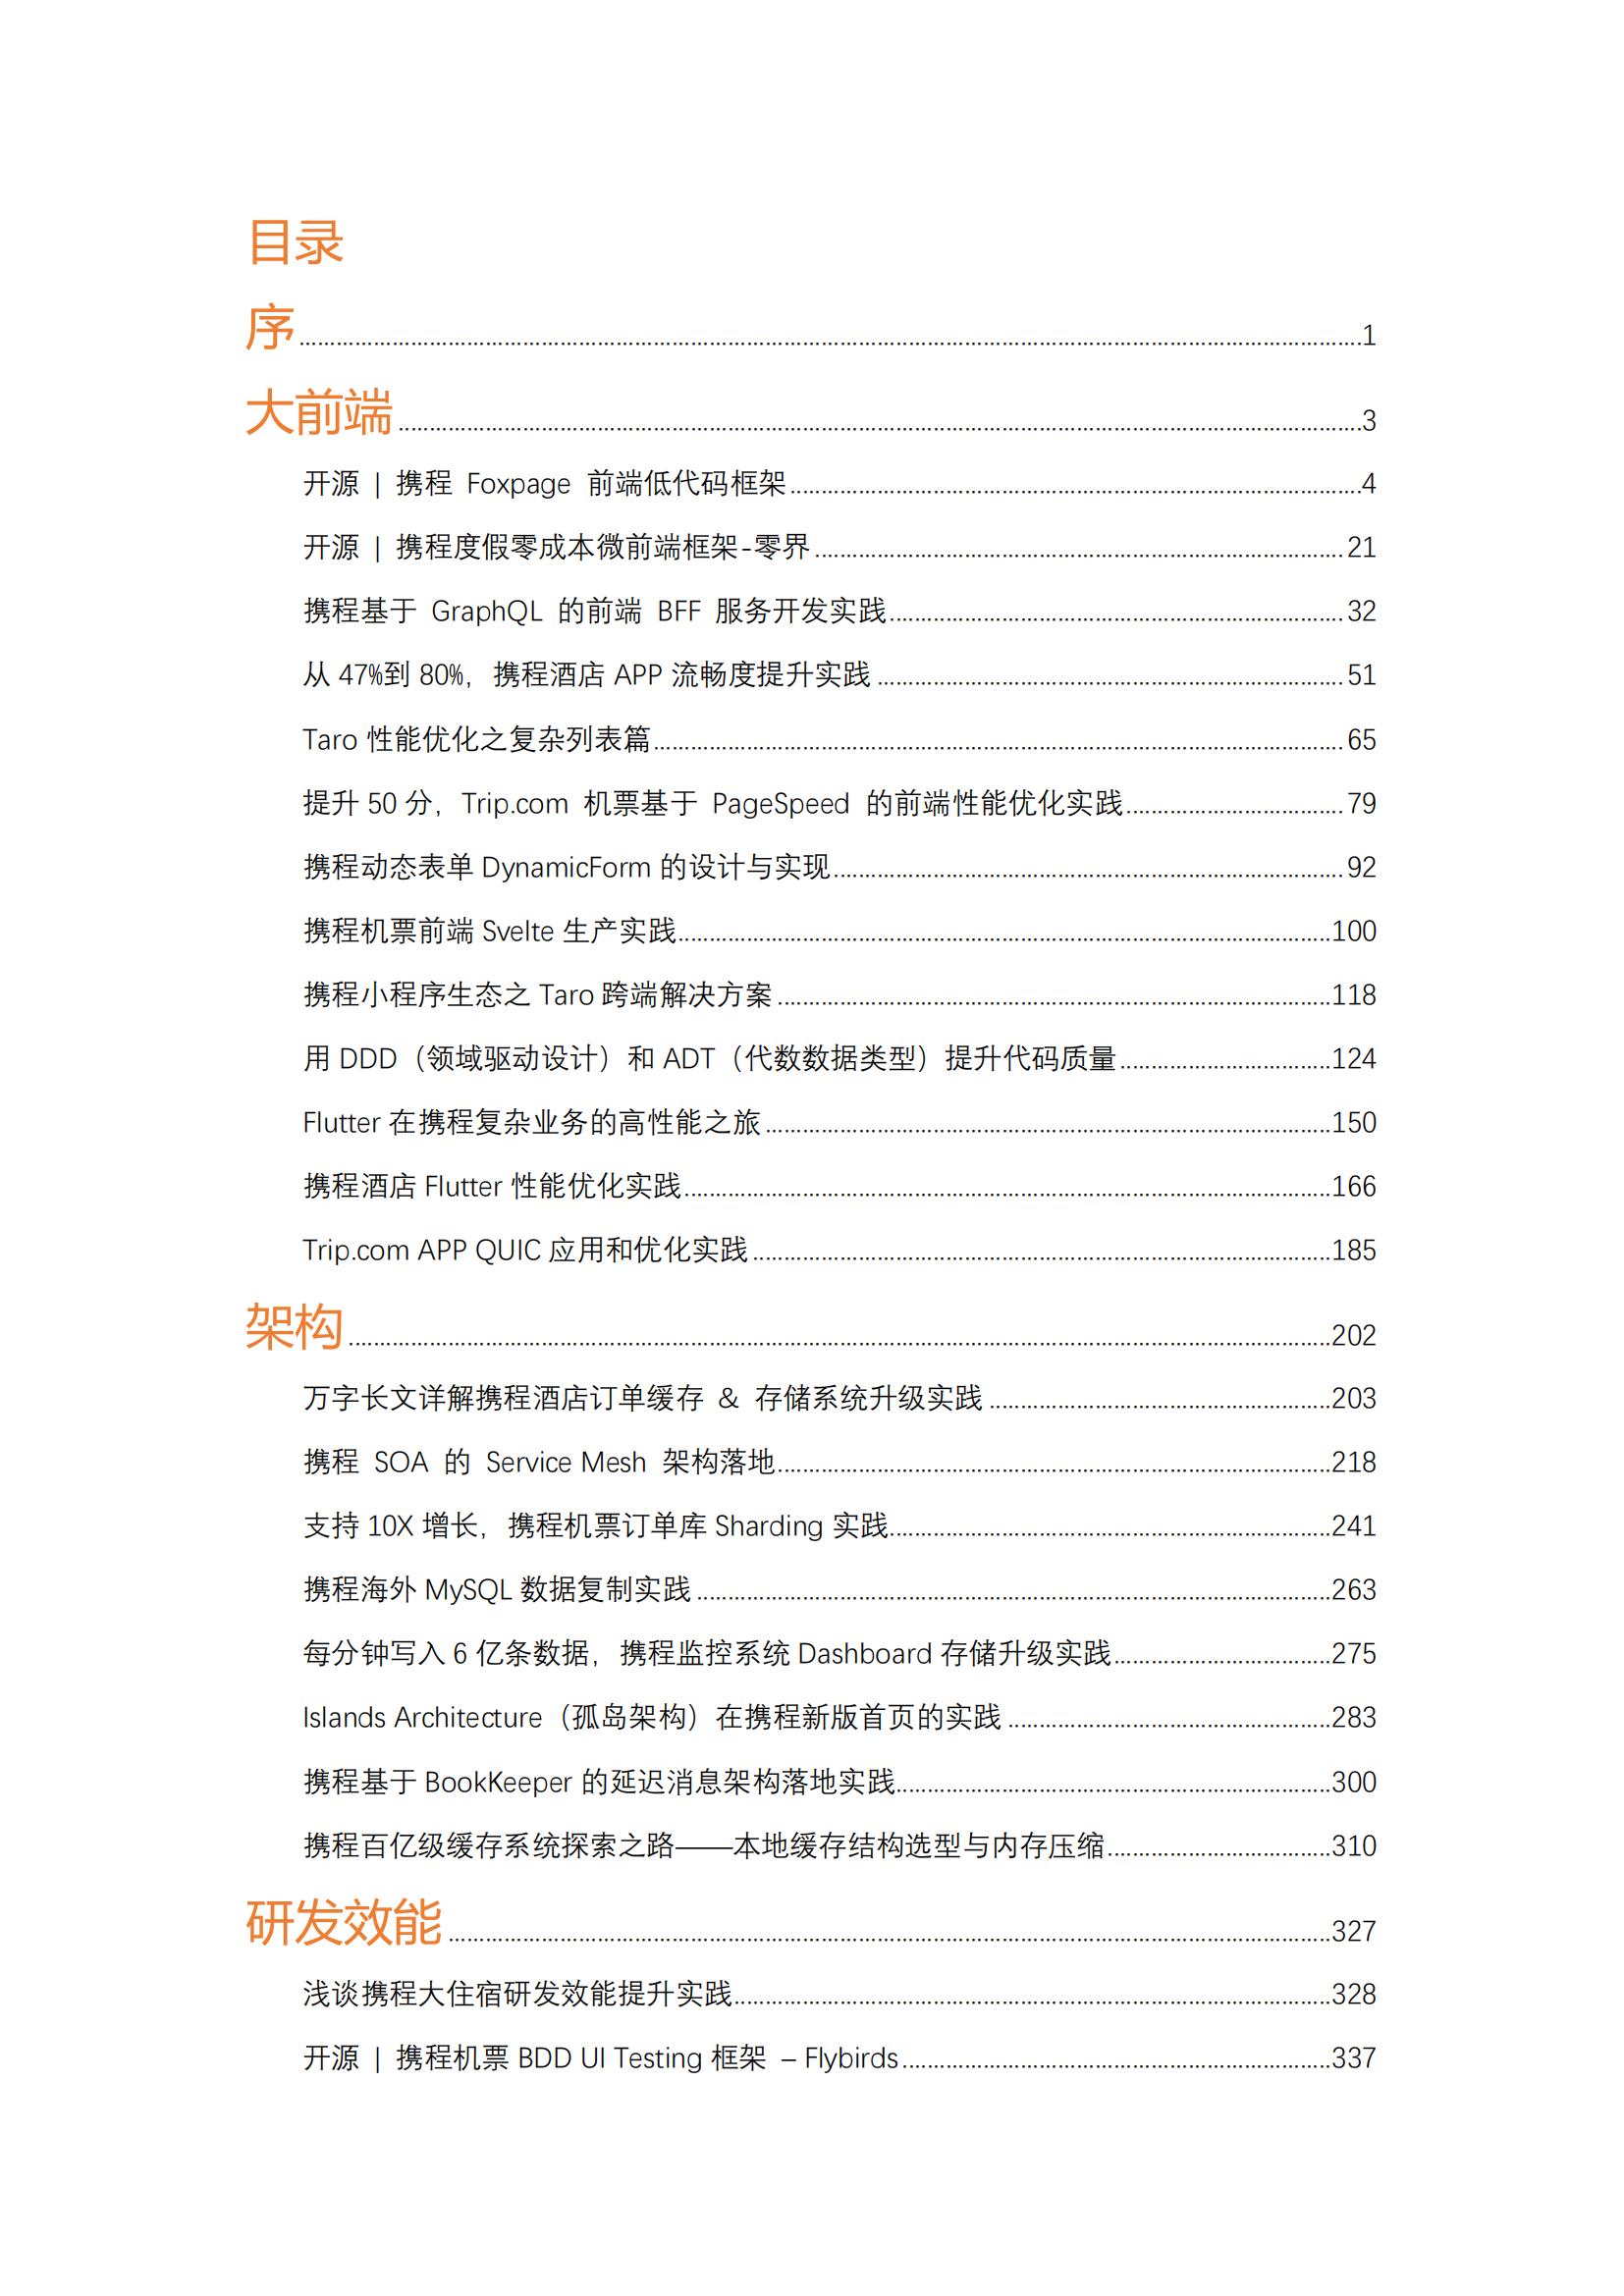 目录
序........1
大前端........3
开源 | 携程 Foxpage 前端低代码框架........4
开源 | 携程度假零成本微前端框架-零界........21
携程基于 GraphQL 的前端 BFF 服务开发实践........32
从 47%到 80%，携程酒店 APP 流畅度提升实践........51
Taro 性能优化之复杂列表篇........65
提升 50 分，Trip.com 机票基于 PageSpeed 的前端性能优化实践........79
携程动态表单 DynamicForm 的设计与实现........92
携程机票前端 Svelte 生产实践........100
携程小程序生态之 Taro 跨端解决方案........118
用 DDD（领域驱动设计）和 ADT（代数数据类型）提升代码质量........124
Flutter 在携程复杂业务的高性能之旅........150
携程酒店 Flutter 性能优化实践........166
Trip.com APP QUIC 应用和优化实践........185
架构........202
万字长文详解携程酒店订单缓存 & 存储系统升级实践........203
携程 SOA 的 Service Mesh 架构落地........218
支持 10X 增长，携程机票订单库 Sharding 实践........241
携程海外 MySQL 数据复制实践........263
每分钟写入 6 亿条数据，携程监控系统 Dashboard 存储升级实践........275
Islands Architecture（孤岛架构）在携程新版首页的实践........283
携程基于 BookKeeper 的延迟消息架构落地实践........300
携程百亿级缓存系统探索之路——本地缓存结构选型与内存压缩........310
研发效能........327
浅谈携程大住宿研发效能提升实践........328
开源 | 携程机票 BDD UI Testing 框架 – Flybirds........337